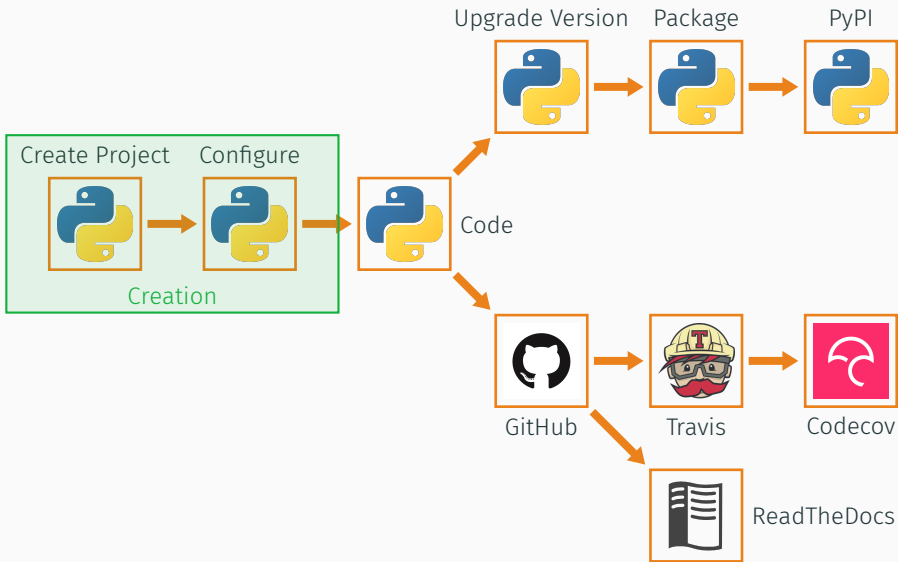 Upgrade Version
Package
PyPI
Create Project
Configure
Code
Creation
T
GitHub
Travis
Codecov
ReadTheDocs